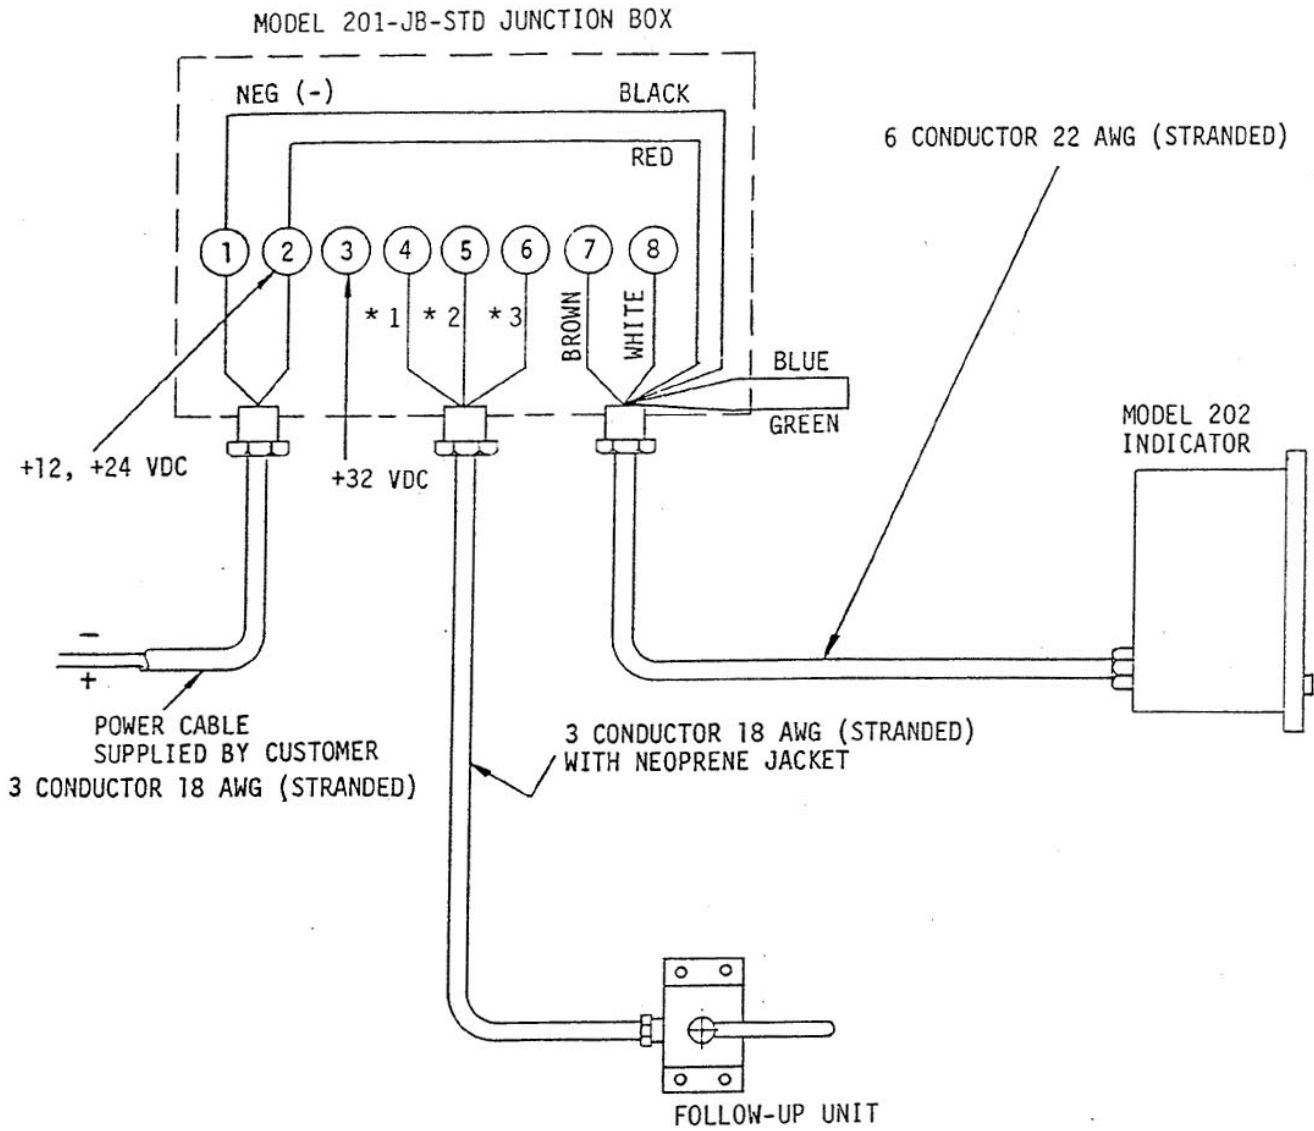 MODEL 201-JB-STD JUNCTION BOX
NEG (-)
BLACK
RED
6 CONDUCTOR 22 AWG (STRANDED)
1
2
3
4
5
6
7
8
* 1
* 2
* 3
BROWN
WHITE
BLUE
GREEN
MODEL 202
INDICATOR
+12, +24 VDC
+32 VDC
-
+
POWER CABLE
SUPPLIED BY CUSTOMER
3 CONDUCTOR 18 AWG (STRANDED)
3 CONDUCTOR 18 AWG (STRANDED)
WITH NEOPRENE JACKET
FOLLOW-UP UNIT